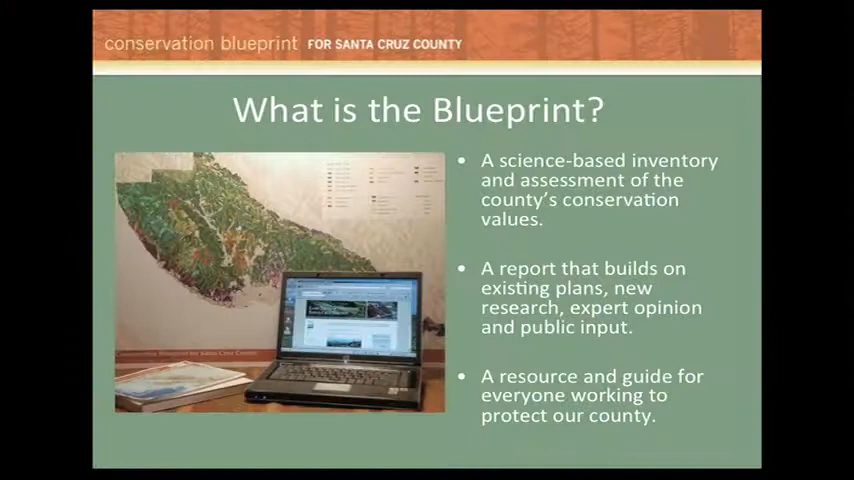 conservation blueprint FOR SANTA CRUZ COUNTY
What is the Blueprint?
• A science-based inventory
and assessment of the
county's conservation
values.
• A report that builds on
existing plans, new
research, expert opinion
and public input.
• A resource and guide for
everyone working to
protect our county.